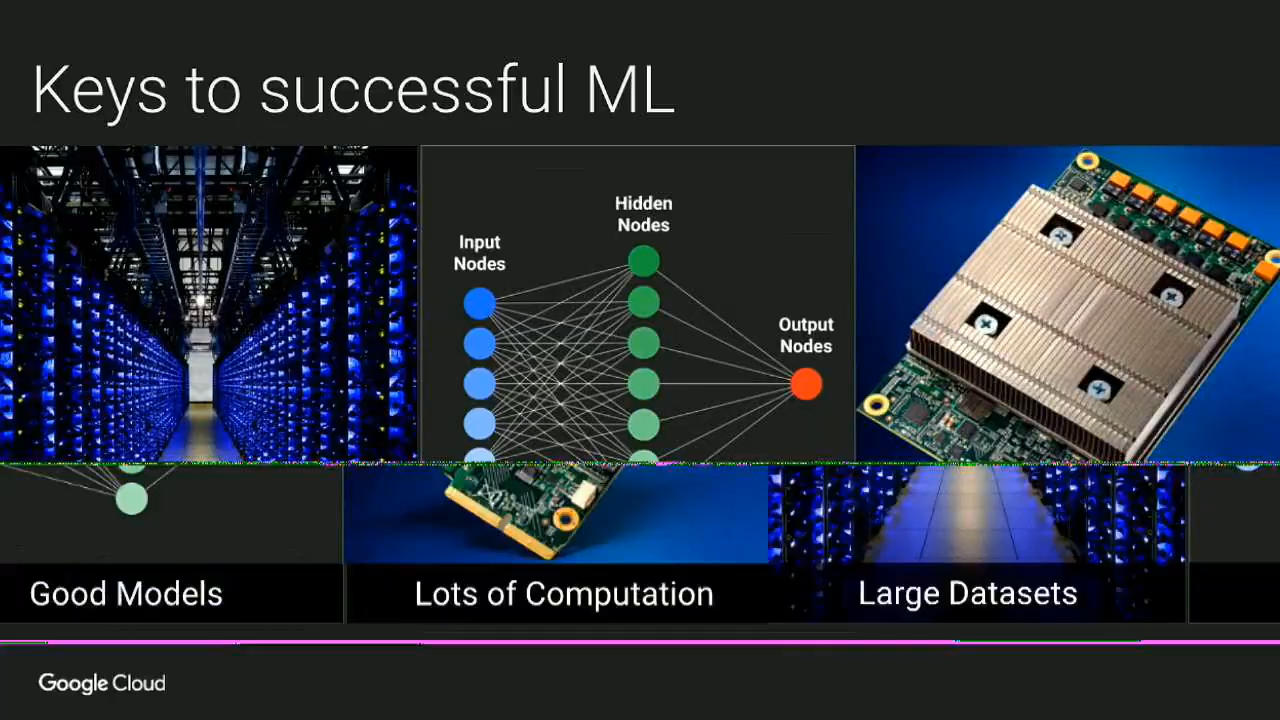 Keys to successful ML
Hidden
Nodes
Input
Nodes
Output
Nodes
Good Models
Lots of Computation
Large Datasets
Google Cloud